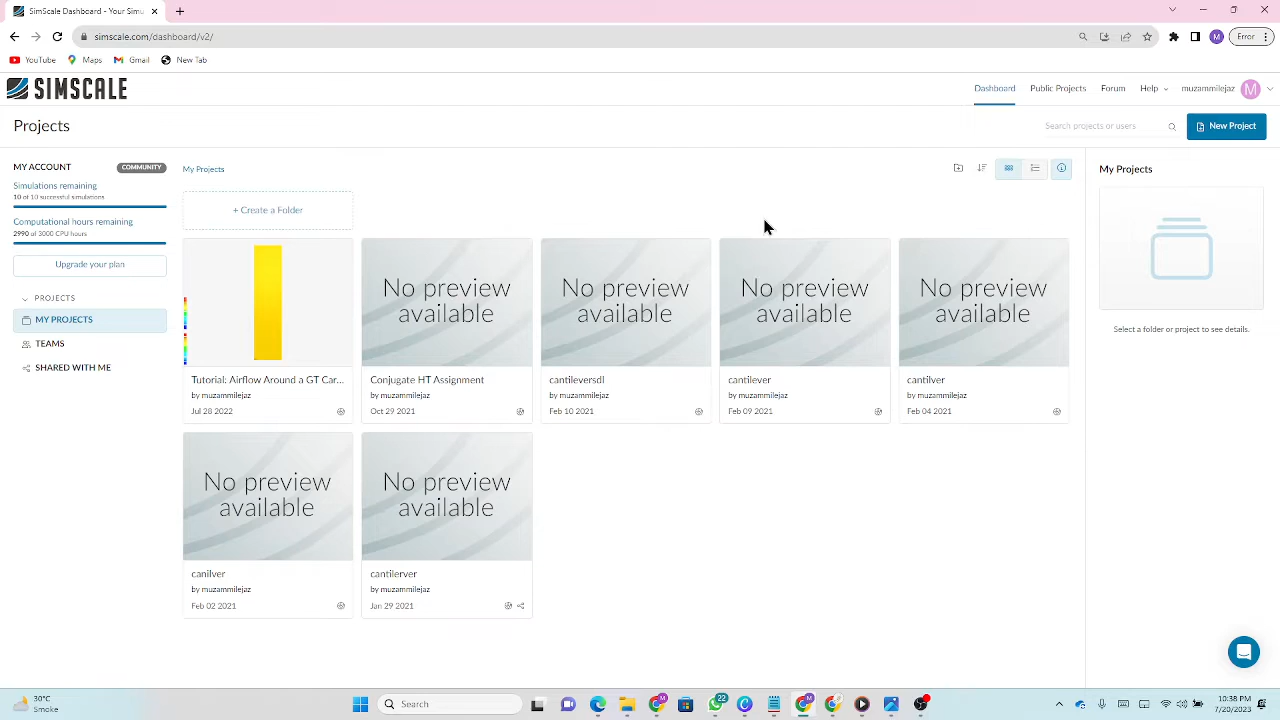 SimScale Dashboard - Your Simu
simscale.com/dashboard/v2/
M
Error
YouTube
Maps
Gmail
New Tab
SIMSCALE
Dashboard
Public Projects
Forum
Help
muzammilejaz
M
Projects
Search projects or users
New Project
MY ACCOUNT
COMMUNITY
Simulations remaining
10 of 10 successful simulations
Computational hours remaining
2990 of 3000 CPU hours
Upgrade your plan
PROJECTS
MY PROJECTS
TEAMS
SHARED WITH ME
My Projects
+ Create a Folder
Tutorial: Airflow Around a GT Car...
by muzammilejaz
Jul 28 2022
No preview
available
Conjugate HT Assignment
by muzammilejaz
Oct 29 2021
No preview
available
cantileversdl
by muzammilejaz
Feb 10 2021
No preview
available
cantilever
by muzammilejaz
Feb 09 2021
No preview
available
cantilver
by muzammilejaz
Feb 04 2021
No preview
available
canilver
by muzammilejaz
Feb 02 2021
No preview
available
cantilerver
by muzammilejaz
Jan 29 2021
My Projects
Select a folder or project to see details.
30°C
Smoke
Search
22
10:38 PM
7/20/2023